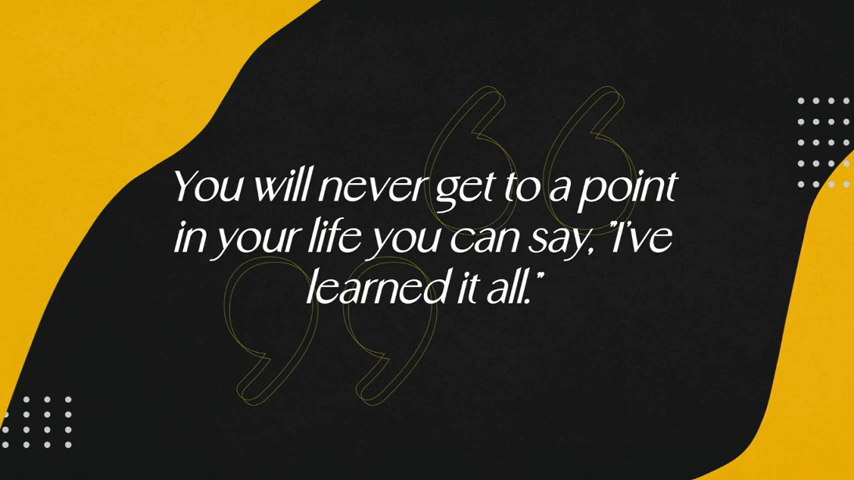 You will never get to a point
in your life you can say, "I've
learned it all."